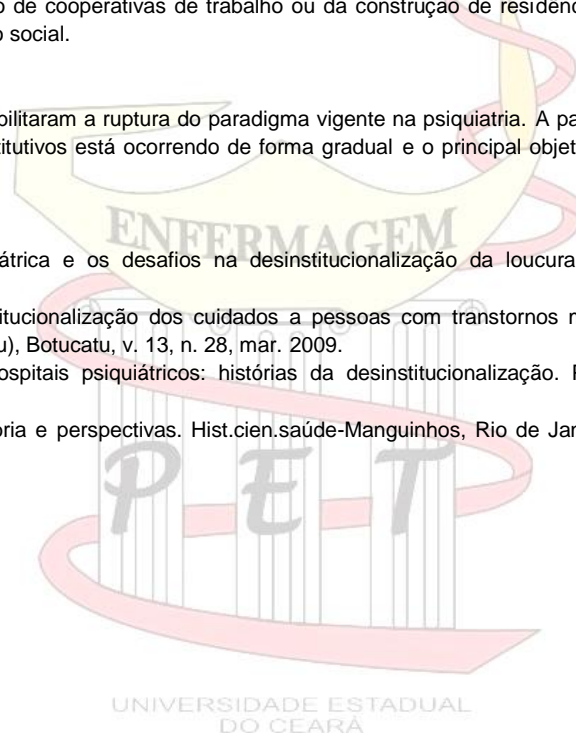 o de cooperativas de trabalho ou da construção de residênc
o social.
bilitaram a ruptura do paradigma vigente na psiquiatria. A pa
titutivos está ocorrendo de forma gradual e o principal objet
ENFERMAGEM
átrica e os desafios na desinstitucionalização da loucura
itucionalização dos cuidados a pessoas com transtornos n
u), Botucatu, v. 13, n. 28, mar. 2009.
ospitais psiquiátricos: histórias da desinstitucionalização. F
oria e perspectivas. Hist.cien.saúde-Manguinhos, Rio de Jan
PET
UNIVERSIDADE ESTADUAL
DO CEARÁ